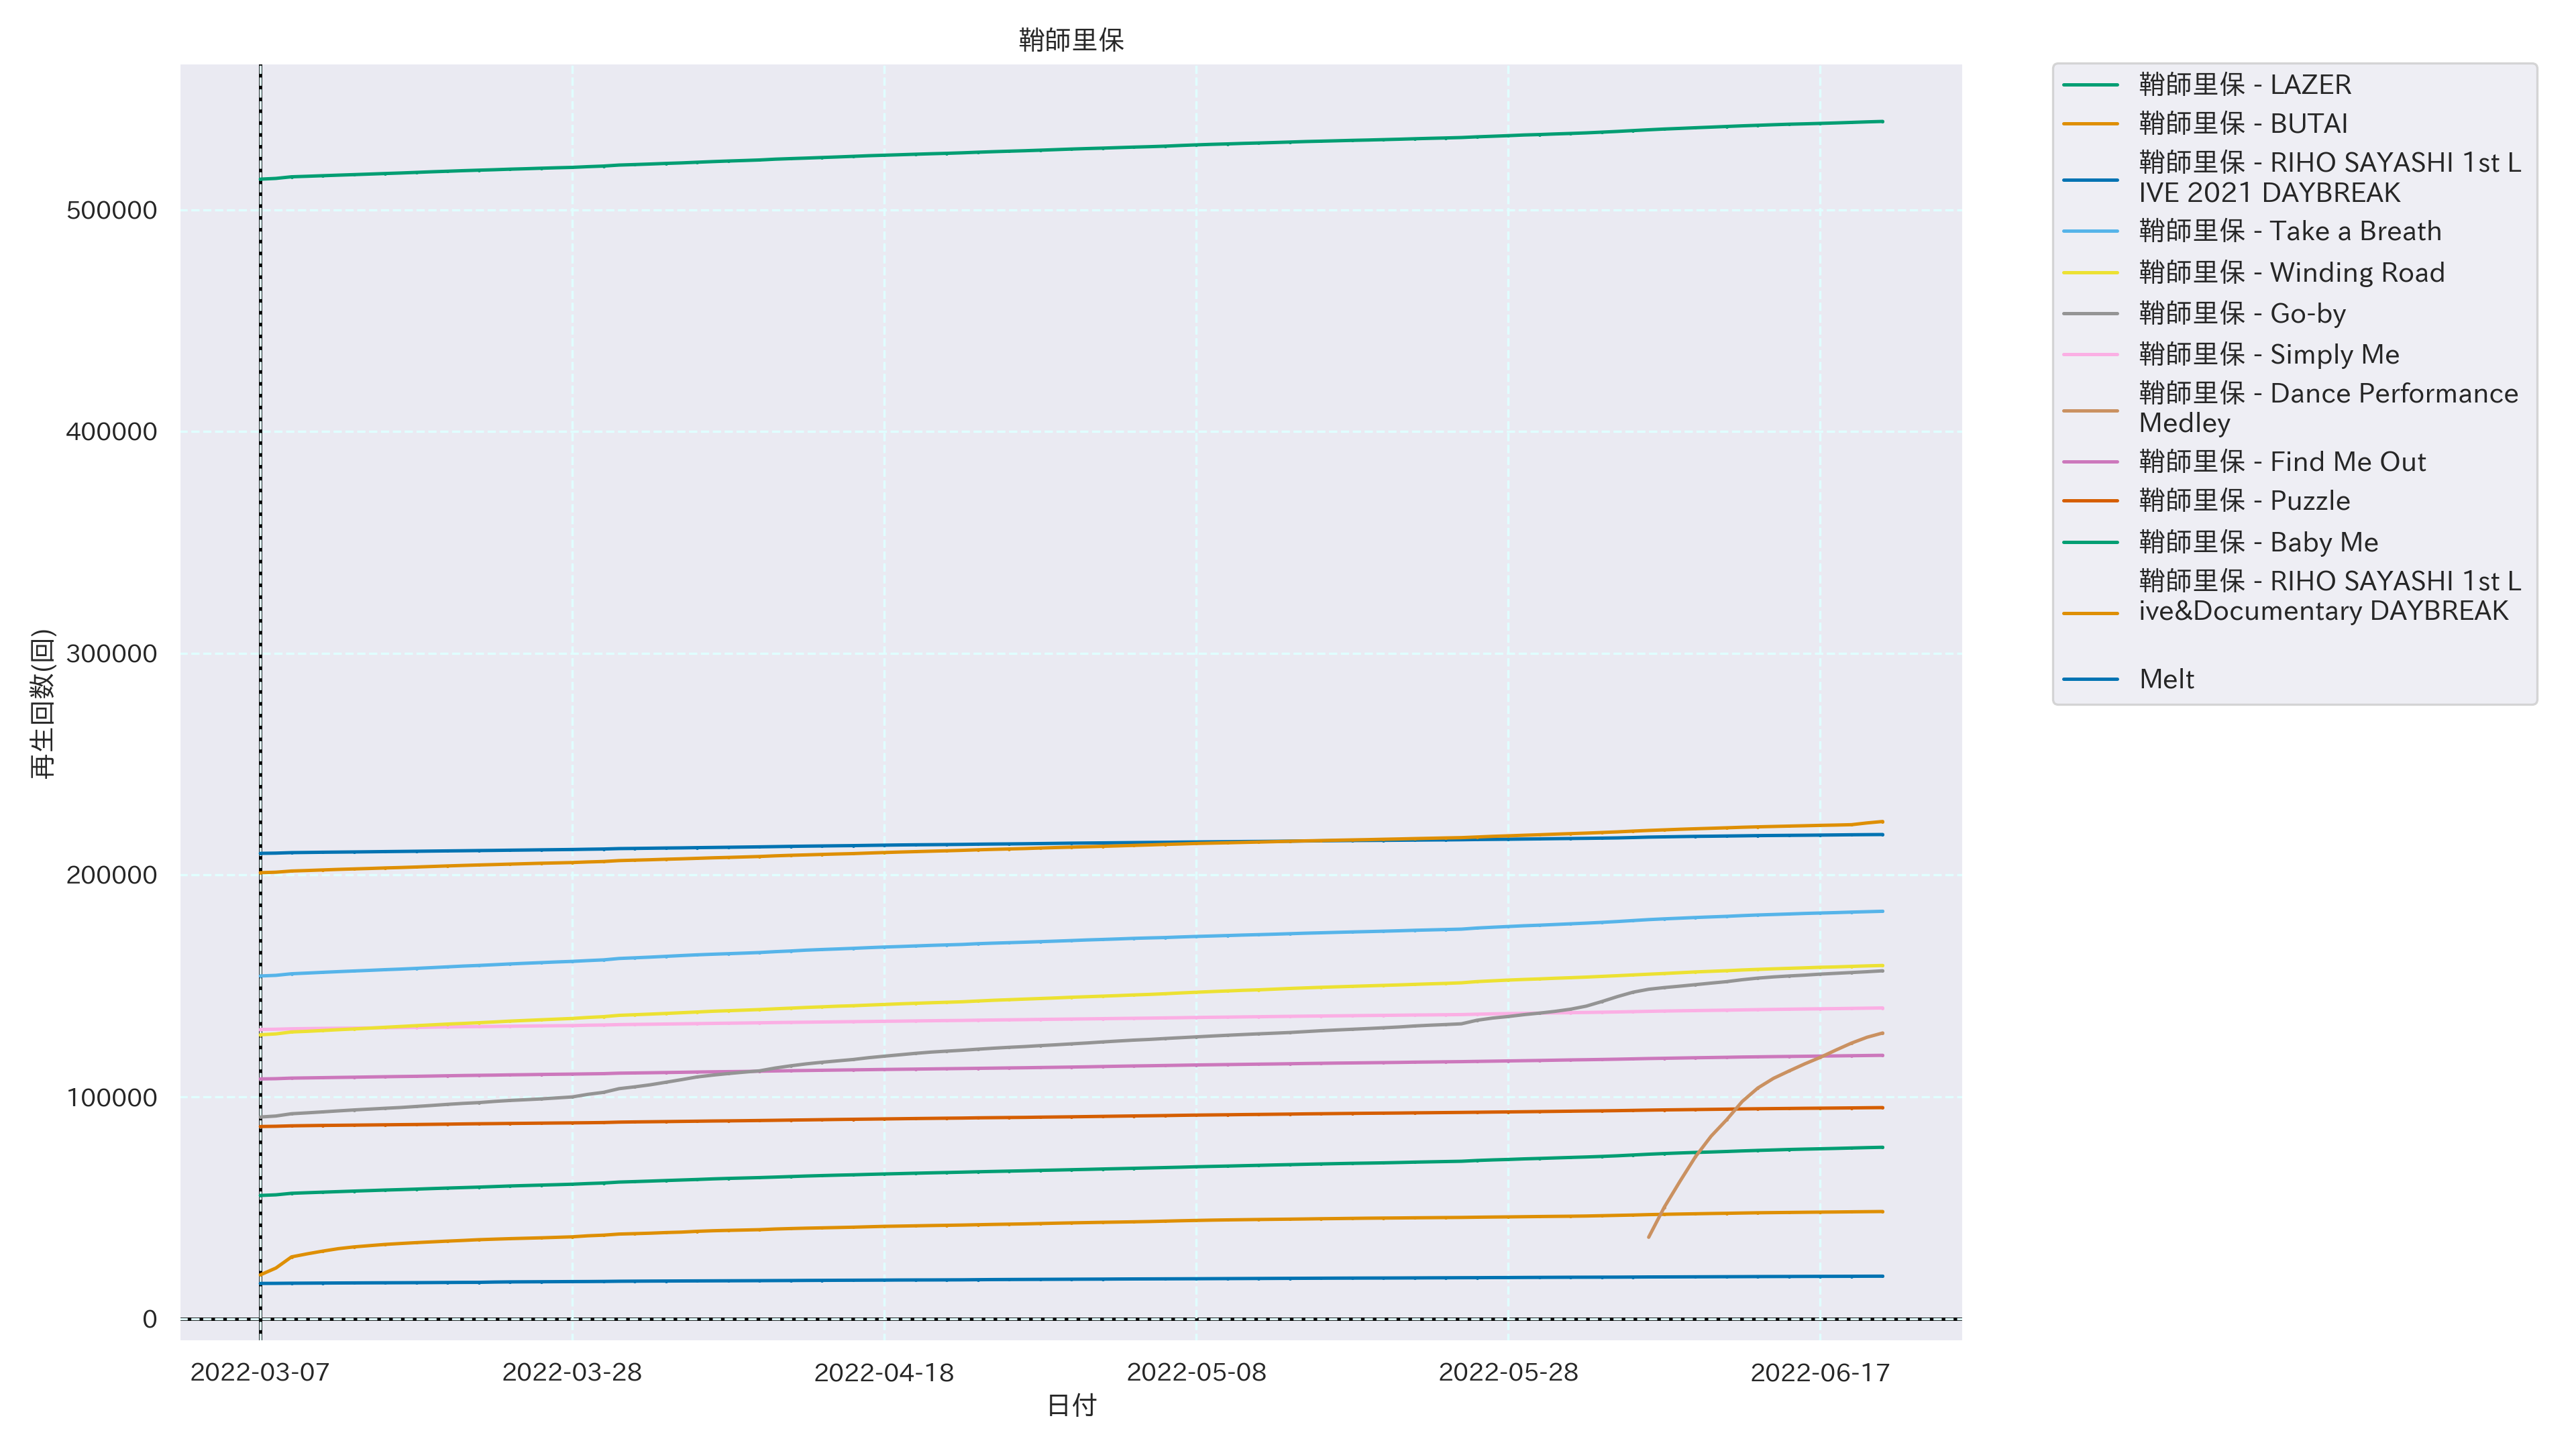 鞘師里保
再生回数(回)
500000
400000
300000
200000
100000
0
2022-03-07
2022-03-28
2022-04-18
2022-05-08
2022-05-28
2022-06-17
日付
鞘師里保 - LAZER
鞘師里保 - BUTAI
鞘師里保 - RIHO SAYASHI 1st L
IVE 2021 DAYBREAK
鞘師里保 - Take a Breath
鞘師里保 - Winding Road
鞘師里保 - Go-by
鞘師里保 - Simply Me
鞘師里保 - Dance Performance
Medley
鞘師里保 - Find Me Out
鞘師里保 - Puzzle
鞘師里保 - Baby Me
鞘師里保 - RIHO SAYASHI 1st L
ive&Documentary DAYBREAK
Melt